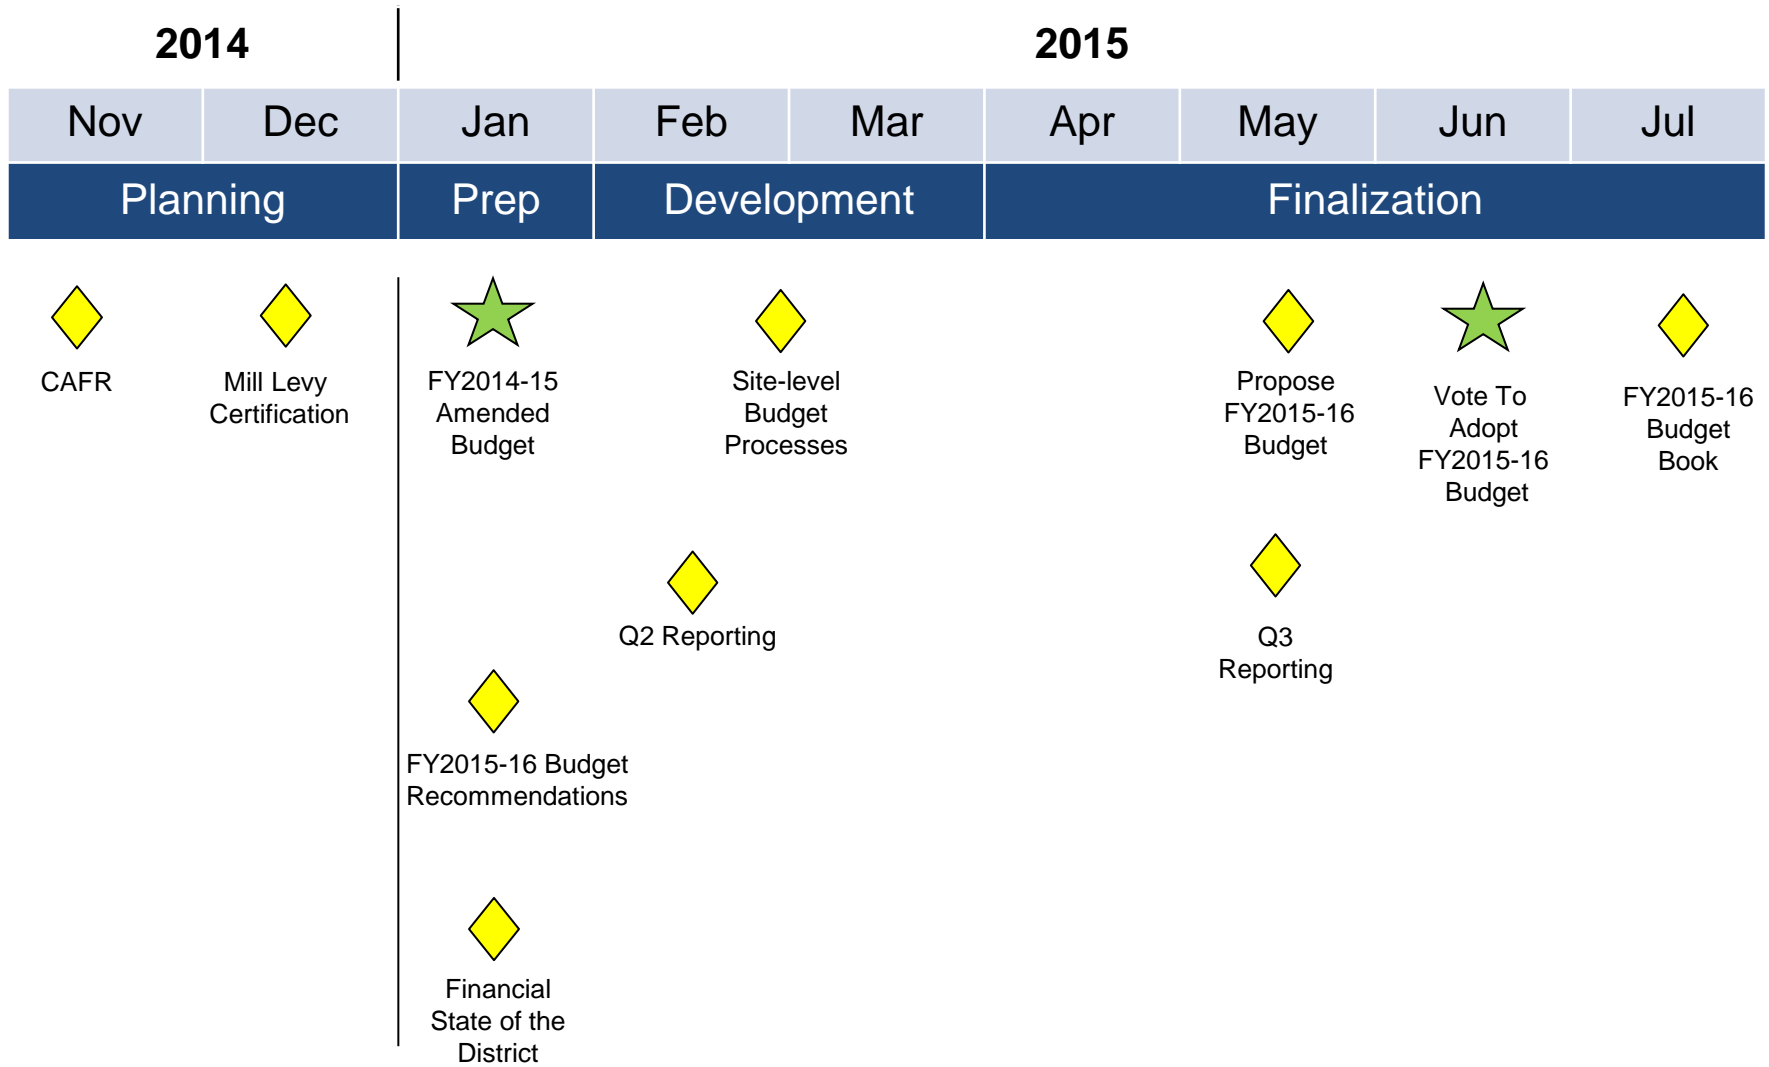 2014
2015
Nov
Dec
Jan
Feb
Mar
Apr
May
Jun
Jul
Planning
Prep
Development
Finalization
CAFR
Mill Levy
Certification
FY2014-15
Amended
Budget
Site-level
Budget
Processes
Propose
FY2015-16
Budget
Vote To
Adopt
FY2015-16
Budget
FY2015-16
Budget
Book
Q2 Reporting
Q3
Reporting
FY2015-16 Budget
Recommendations
Financial
State of the
District